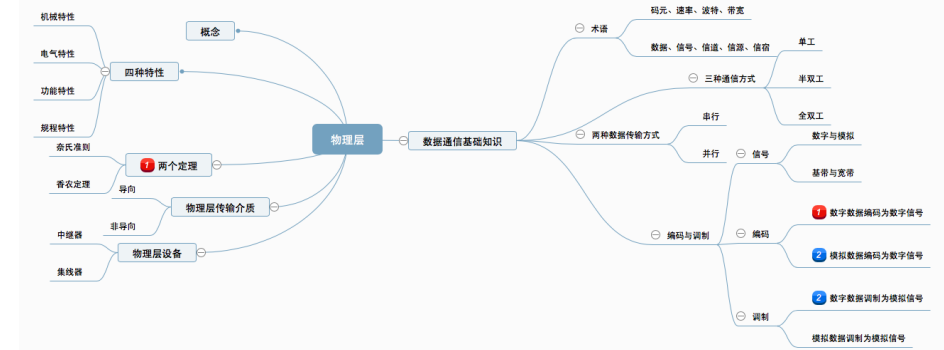 物理层
概念
四种特性
机械特性
电气特性
功能特性
规程特性
1 两个定理
奈氏准则
香农定理
物理层传输介质
导向
非导向
物理层设备
中继器
集线器
数据通信基础知识
术语
码元、速率、波特、带宽
数据、信号、信道、信源、信宿
三种通信方式
单工
半双工
全双工
两种数据传输方式
串行
并行
编码与调制
信号
数字与模拟
基带与宽带
编码
1 数字数据编码为数字信号
2 模拟数据编码为数字信号
调制
2 数字数据调制为模拟信号
模拟数据调制为模拟信号